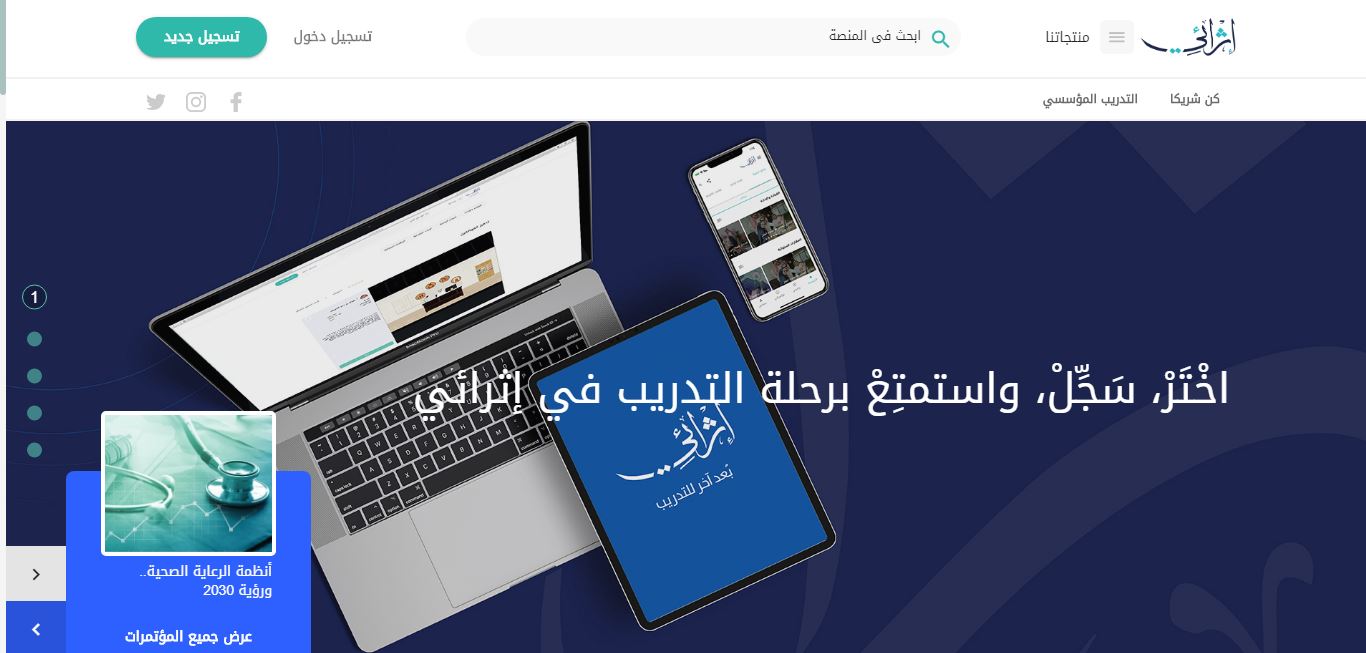 إثرائي
منتجاتنا
ابحث فى المنصة
تسجيل دخول
تسجيل جديد
كن شريكا
التدريب المؤسسي
1
اخْتَرْ، سَجِّلْ، واستمتِعْ برحلة التدريب في إثرائي
إثرائي
بُعد آخر للتدريب
أنظمة الرعاية الصحية..
ورؤية 2030
عرض جميع المؤتمرات